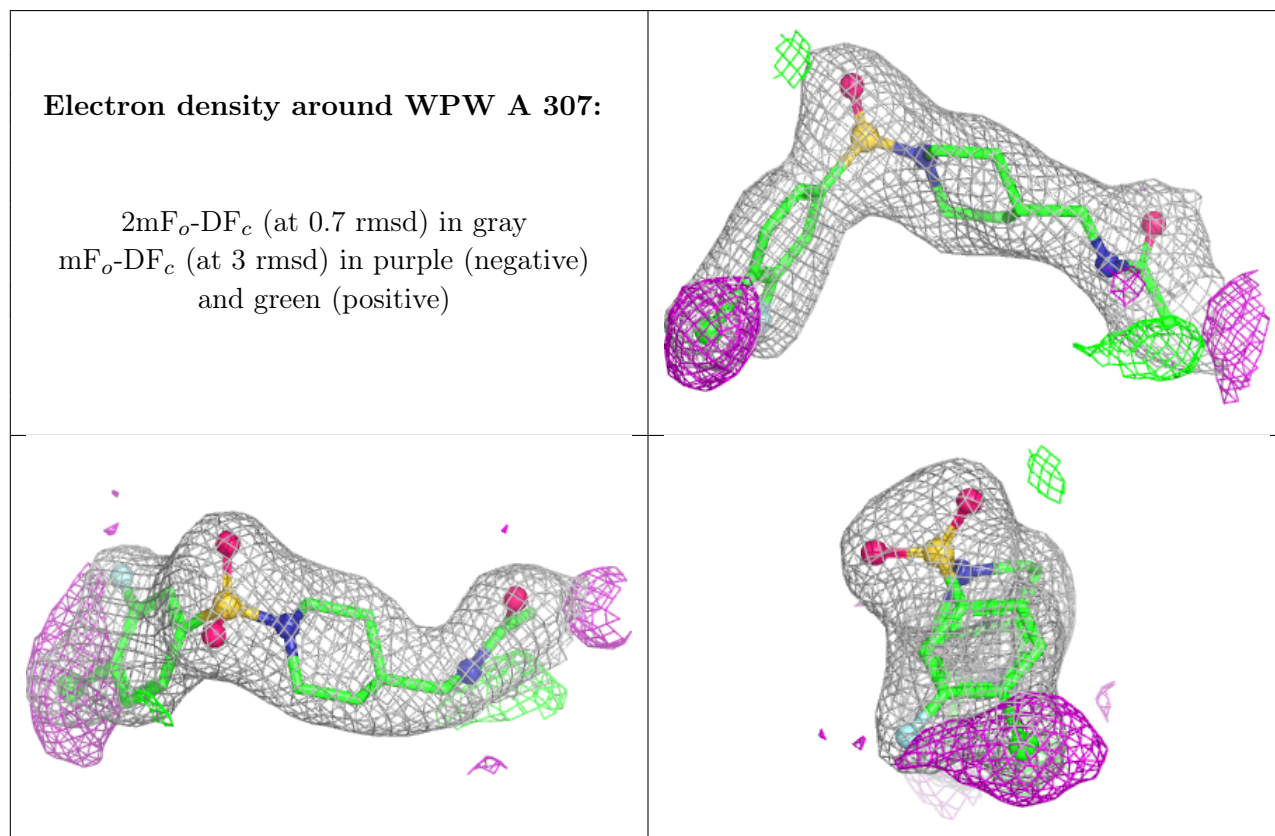 Electron density around WPW A 307:
2mFo-DFc (at 0.7 rmsd) in gray
mFo-DFc (at 3 rmsd) in purple (negative)
and green (positive)